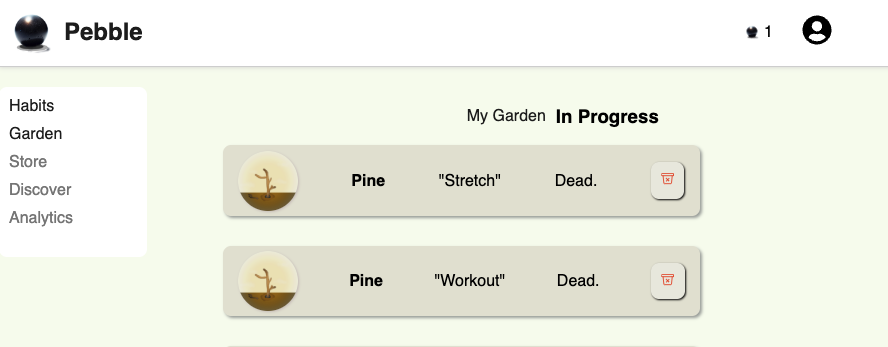 Pebble
1
Habits
Garden
Store
Discover
Analytics
My Garden In Progress
Pine "Stretch" Dead.
Pine "Workout" Dead.